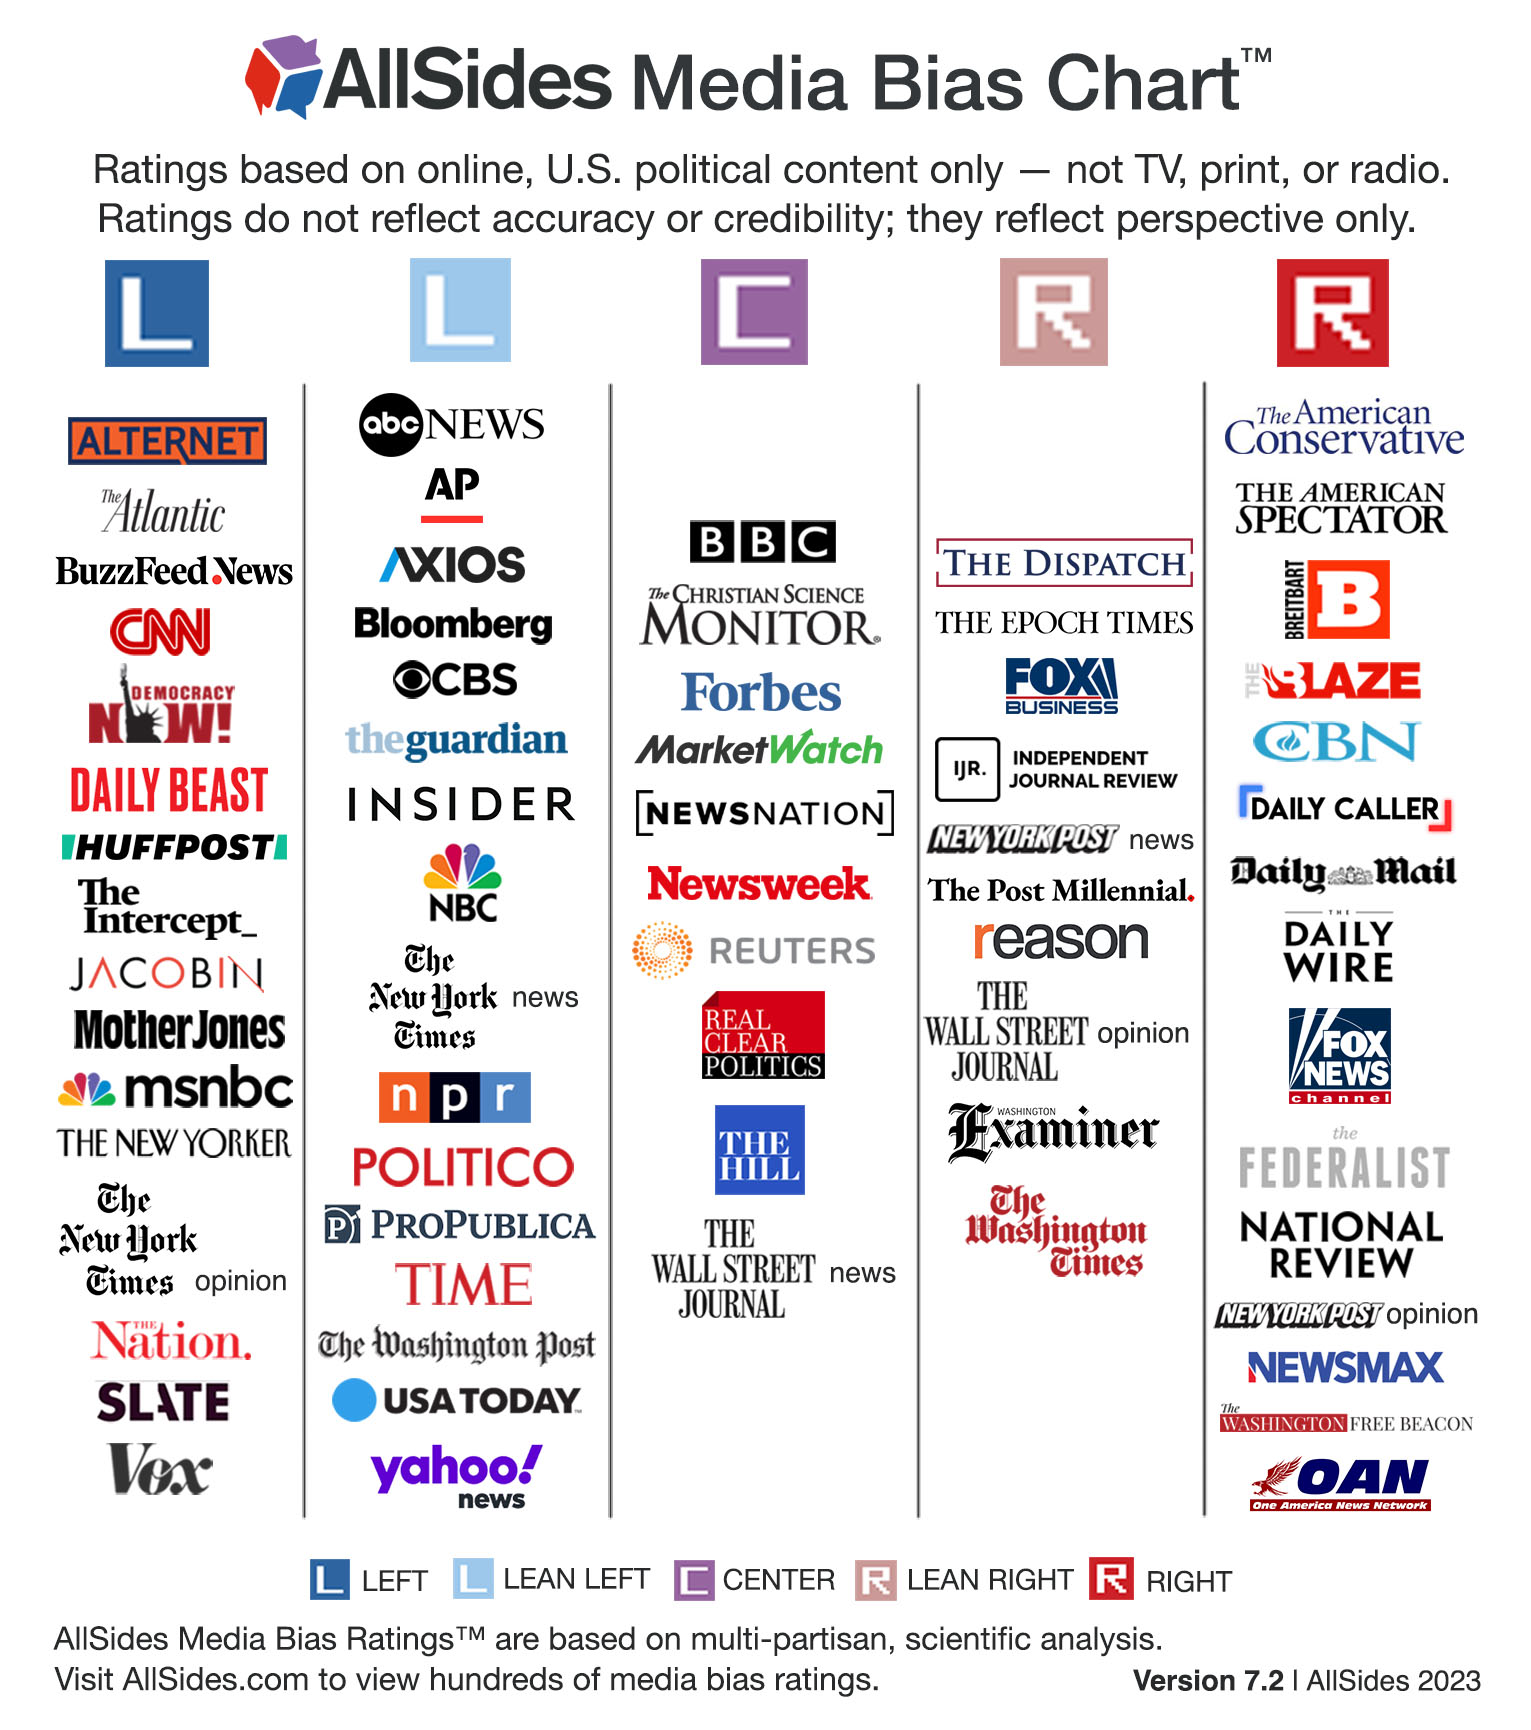 AllSides Media Bias Chart™
Ratings based on online, U.S. political content only — not TV, print, or radio.
Ratings do not reflect accuracy or credibility; they reflect perspective only.
L
L
C
R
R
ALTERNET
The
Atlantic
BuzzFeed.News
CNN
DEMOCRACY
NOW!
DAILY BEAST
HUFFPOST
The
Intercept_
JACOBIN
Mother Jones
msnbc
THE NEW YORKER
The
New York
Times opinion
THE
Nation.
SLATE
Vox
abc NEWS
AP
AXIOS
Bloomberg
CBS
theguardian
INSIDER
NBC
The
New York news
Times
npr
POLITICO
P PROPUBLICA
TIME
The Washington Post
USA TODAY
yahoo!
news
BBC
The CHRISTIAN SCIENCE
MONITOR
Forbes
MarketWatch
[NEWSNATION]
Newsweek
REUTERS
REAL
CLEAR
POLITICS
THE
HILL
THE
WALL STREET news
JOURNAL
THE DISPATCH
THE EPOCH TIMES
FOX
BUSINESS
IJR. INDEPENDENT
JOURNAL REVIEW
NEW YORK POST news
The Post Millennial.
reason
THE
WALL STREET opinion
JOURNAL
WASHINGTON
Examiner
The
Washington
Times
The American
Conservative
THE AMERICAN
SPECTATOR
BREITBART B
THE BLAZE
CBN
DAILY CALLER
Daily Mail
THE
DAILY
WIRE
FOX
NEWS
channel
the
FEDERALIST
NATIONAL
REVIEW
NEW YORK POST opinion
NEWSMAX
The
WASHINGTON FREE BEACON
OAN
One America News Network
L LEFT L LEAN LEFT C CENTER R LEAN RIGHT R RIGHT
AllSides Media Bias Ratings™ are based on multi-partisan, scientific analysis.
Visit AllSides.com to view hundreds of media bias ratings.
Version 7.2 | AllSides 2023